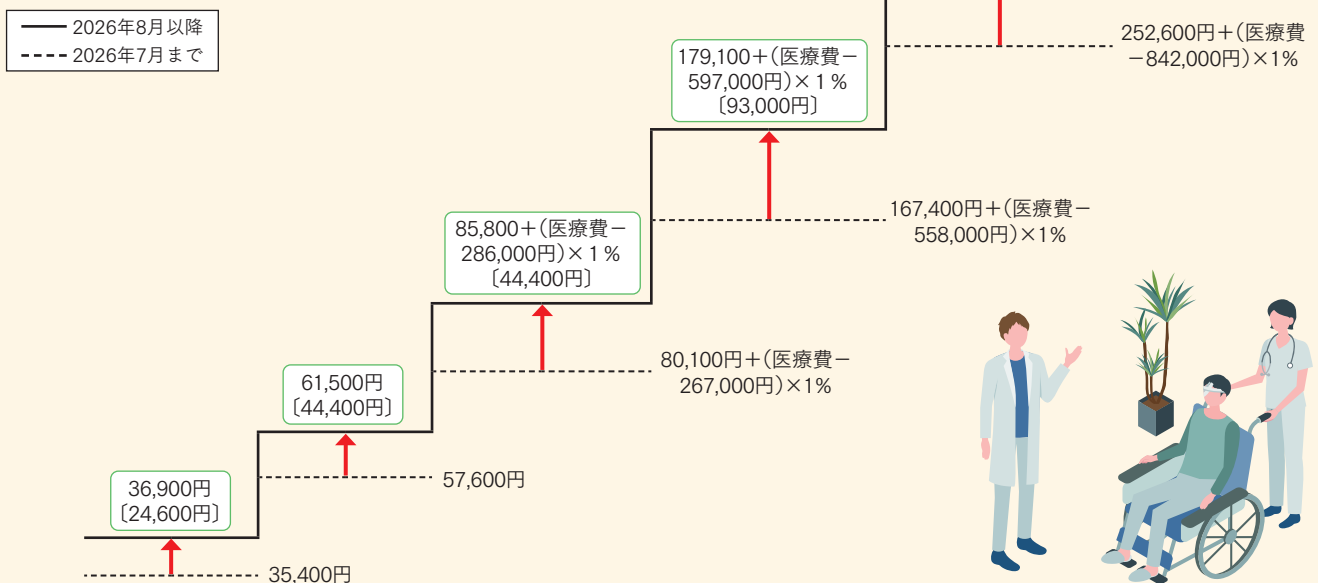 2026年8月以降
2026年7月まで
252,600円＋（医療費
－842,000円）×1%
179,100＋（医療費－
597,000円）×１％
〔93,000円〕
167,400円＋（医療費－
558,000円）×1%
85,800＋（医療費－
286,000円）×１％
〔44,400円〕
80,100円＋（医療費－
267,000円）×1%
61,500円
〔44,400円〕
57,600円
36,900円
〔24,600円〕
35,400円